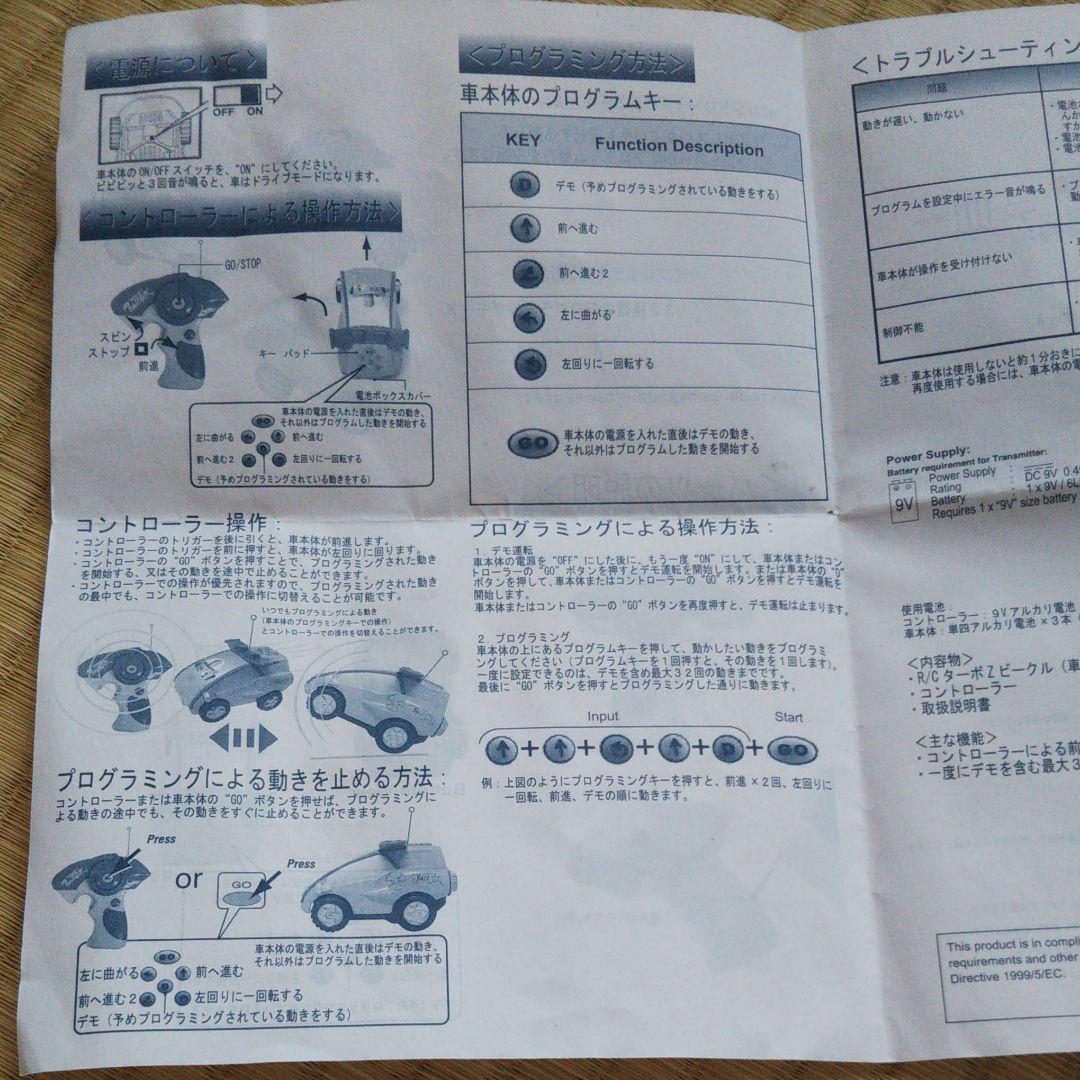 <電源について>
OFF ON
車本体の ON/OFF スイッチを、“ON” にしてください。
ピピピッと３回音が鳴ると、車はドライブモードになります。
<コントローラーによる操作方法>
GO/STOP
スピン
ストップ
前進
キー パッド
電池ボックスカバー
車本体の電源を入れた直後はデモの動き、
それ以外はプログラムした動きを開始する
GO
左に曲がる
前へ進む
前へ進む２
左回りに一回転する
デモ（予めプログラミングされている動きをする）
コントローラー操作：
・コントローラーのトリガーを後に引くと、車本体が前進します。
・コントローラーのトリガーを前に押すと、車本体が左回りに回ります。
・コントローラーの “GO” ボタンを押すことで、プログラミングされた動き
を開始する、又はその動きを途中で止めることができます。
・コントローラーでの操作が優先されますので、プログラミングされた動き
の最中でも、コントローラーでの操作に切替えることが可能です。
いつでもプログラミングによる動き
（車本体のプログラミングキーでの操作）
とコントローラーでの操作を切替えることができます。
プログラミングによる動きを止める方法：
コントローラーまたは車本体の “GO” ボタンを押せば、プログラミングに
よる動きの途中でも、その動きをすぐに止めることができます。
Press
or
GO
Press
車本体の電源を入れた直後はデモの動き、
それ以外はプログラムした動きを開始する
GO
左に曲がる
前へ進む
前へ進む２
左回りに一回転する
デモ（予めプログラミングされている動きをする）
<プログラミング方法>
車本体のプログラムキー：
KEY Function Description
D デモ（予めプログラミングされている動きをする）
前へ進む
前へ進む２
左に曲がる
左回りに一回転する
GO 車本体の電源を入れた直後はデモの動き、
それ以外はプログラムした動きを開始する
プログラミングによる操作方法：
１．デモ運転
車本体の電源を “OFF” にした後に、もう一度 “ON” にして、車本体またはコン
トローラーの “GO” ボタンを押すとデモ運転を開始します。または車本体の “D”
ボタンを押して、車本体またはコントローラーの “GO” ボタンを押すとデモ運転を
開始します。
車本体またはコントローラーの “GO” ボタンを再度押すと、デモ運転は止まります。
２．プログラミング
車本体の上にあるプログラムキーを押して、動かしたい動きをプログラミ
ングしてください（プログラムキーを１回押すと、その動きを１回します）。
一度に設定できるのは、デモを含め最大３２回の動きまでです。
最後に “GO” ボタンを押すとプログラミングした通りに動きます。
Input Start
+ + + + D + GO
例：上図のようにプログラミングキーを押すと、前進×２回、左回りに
一回転、前進、デモの順に動きます。
<トラブルシューティン
問題
動きが遅い、動かない
・電池
んか
すか
・電池
・電池
プログラムを設定中にエラー音が鳴る
・プ
動
車本体が操作を受け付けない
制御不能
注意：車本体は使用しないと約１分おきに
再度使用する場合には、車本体の電
Power Supply:
Battery requirement for Transmitter:
9V
Power Supply : DC 9V 0.4
Rating : 1 x 9V / 6L
Battery
Requires 1 x “9V” size battery
使用電池：
コントローラー：９Ｖアルカリ電池
車本体：単四アルカリ電池×３本（
＜内容物＞
・R/C ターボ Z ビークル（車
・コントローラー
・取扱説明書
＜主な機能＞
・コントローラーによる前
・一度にデモを含む最大３
This product is in compli
requirements and other
Directive 1999/5/EC.